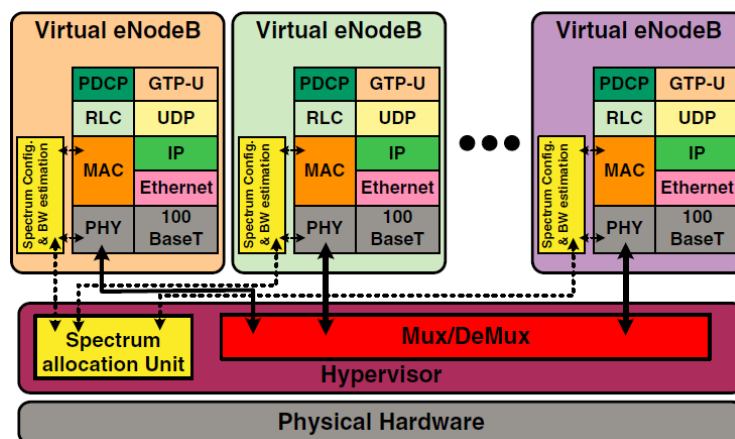 Virtual eNodeB
PDCP
GTP-U
RLC
UDP
MAC
IP
Ethernet
PHY
100
BaseT
Spectrum Config.
& BW estimation
Virtual eNodeB
PDCP
GTP-U
RLC
UDP
MAC
IP
Ethernet
PHY
100
BaseT
Spectrum Config.
& BW estimation
Virtual eNodeB
PDCP
GTP-U
RLC
UDP
MAC
IP
Ethernet
PHY
100
BaseT
Spectrum Config.
& BW estimation
Spectrum
allocation Unit
Mux/DeMux
Hypervisor
Physical Hardware